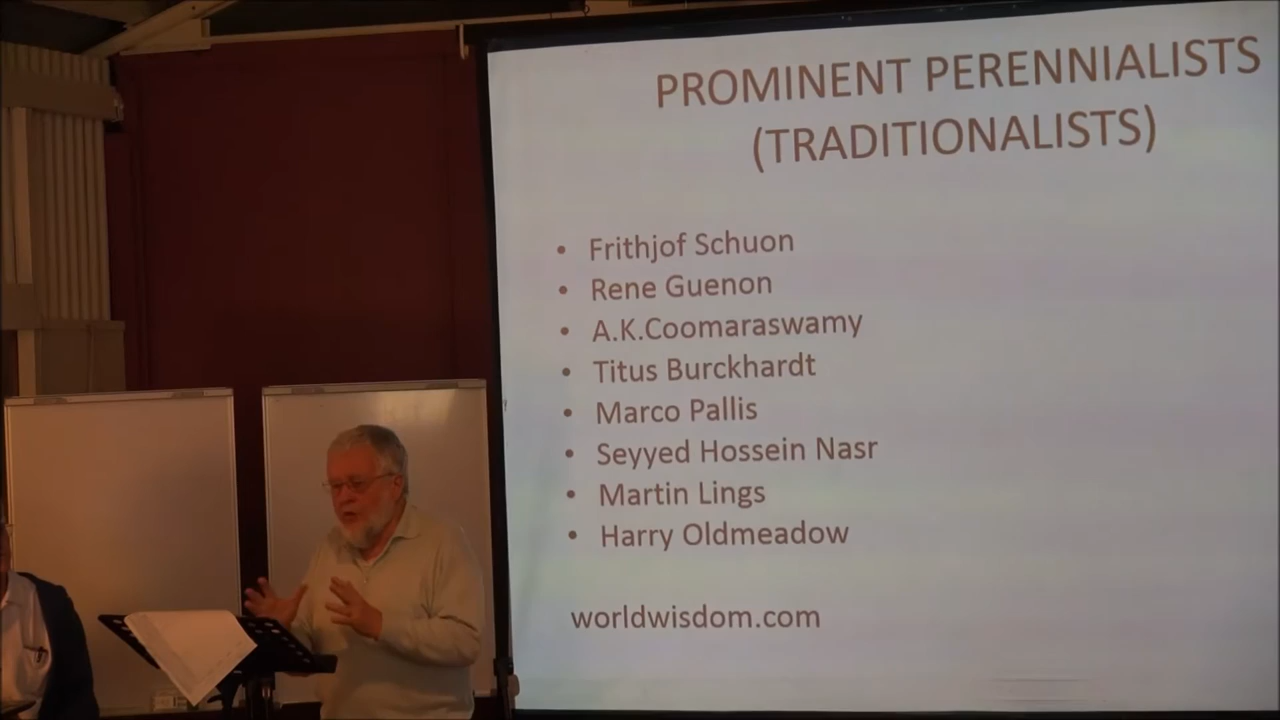 PROMINENT PERENNIALISTS
(TRADITIONALISTS)
• Frithjof Schuon
• Rene Guenon
• A.K.Coomaraswamy
• Titus Burckhardt
• Marco Pallis
• Seyyed Hossein Nasr
• Martin Lings
• Harry Oldmeadow
worldwisdom.com